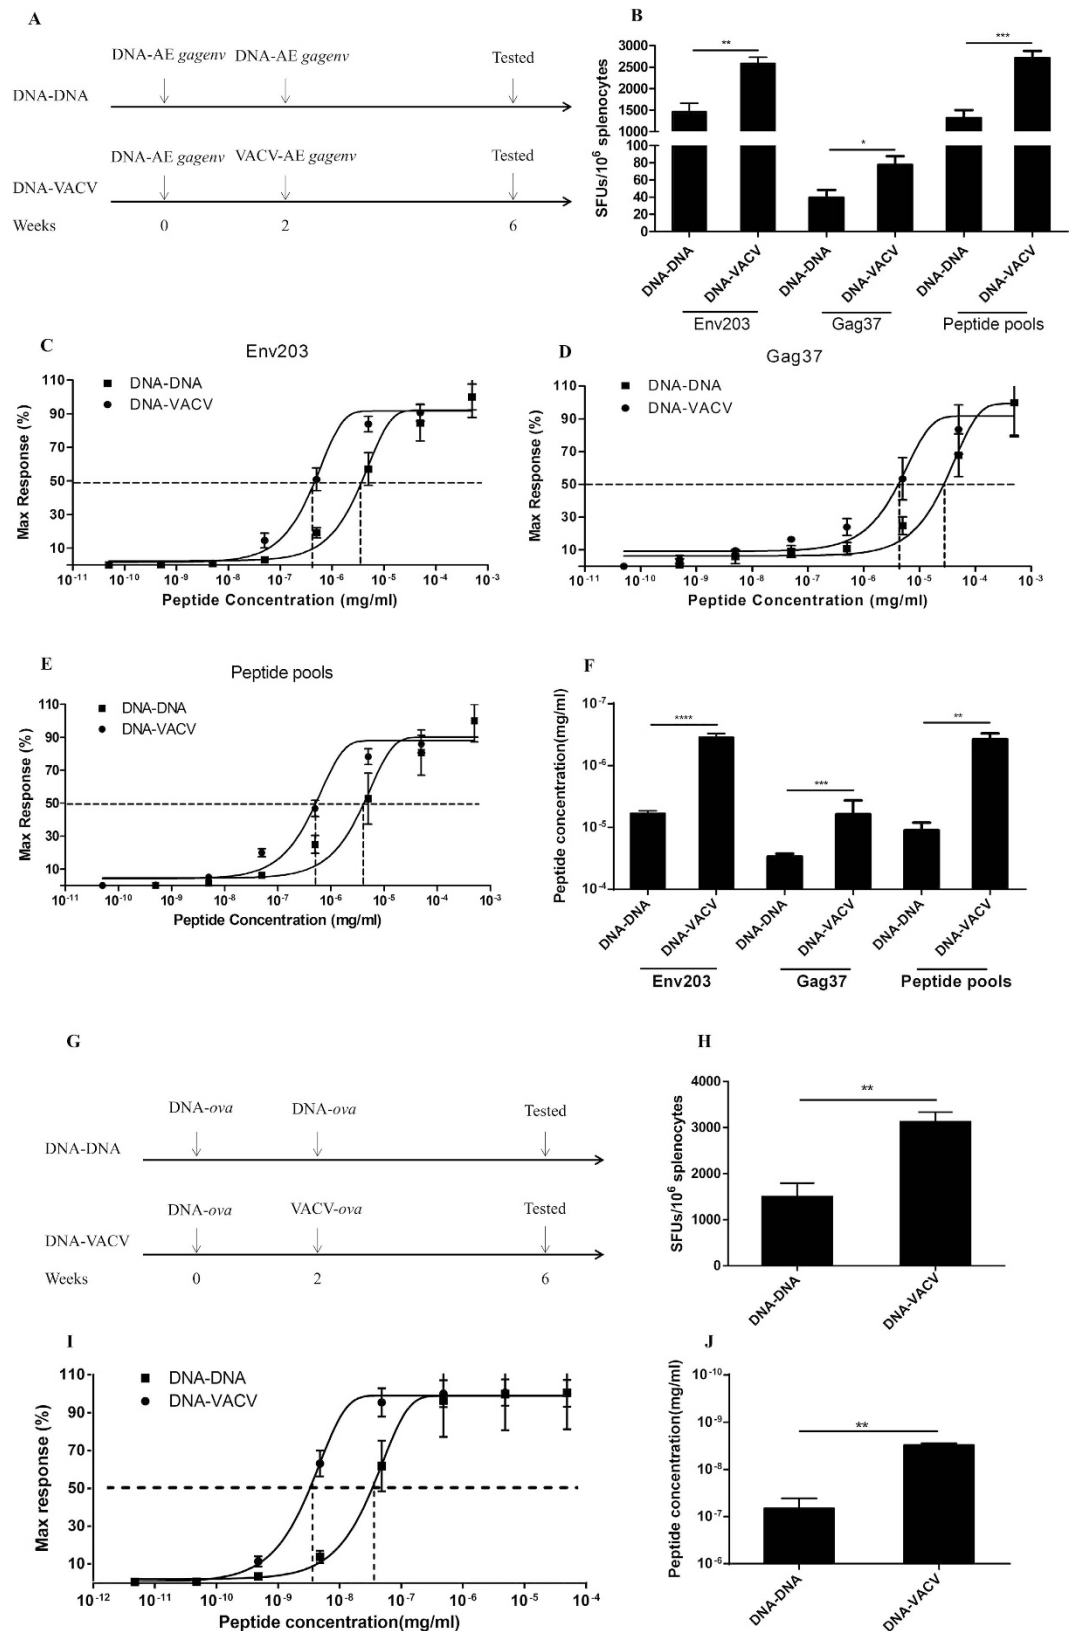 A
DNA-AE gagenv DNA-AE gagenv Tested
DNA-DNA
DNA-AE gagenv VACV-AE gagenv Tested
DNA-VACV
Weeks 0 2 6
B
SFUs/10⁶ splenocytes
3000
2500
2000
1500
1000
100
80
60
40
20
0
** * ***
DNA-DNA DNA-VACV DNA-DNA DNA-VACV DNA-DNA DNA-VACV
Env203 Gag37 Peptide pools
C
Env203
DNA-DNA
DNA-VACV
Max Response (%)
110
90
70
50
30
10
10⁻¹¹ 10⁻¹⁰ 10⁻⁹ 10⁻⁸ 10⁻⁷ 10⁻⁶ 10⁻⁵ 10⁻⁴ 10⁻³
Peptide Concentration (mg/ml)
D
Gag37
DNA-DNA
DNA-VACV
Max Response (%)
110
90
70
50
30
10
10⁻¹¹ 10⁻¹⁰ 10⁻⁹ 10⁻⁸ 10⁻⁷ 10⁻⁶ 10⁻⁵ 10⁻⁴ 10⁻³
Peptide Concentration (mg/ml)
E
Peptide pools
DNA-DNA
DNA-VACV
Max Response (%)
110
90
70
50
30
10
10⁻¹¹ 10⁻¹⁰ 10⁻⁹ 10⁻⁸ 10⁻⁷ 10⁻⁶ 10⁻⁵ 10⁻⁴ 10⁻³
Peptide Concentration (mg/ml)
F
Peptide concentration(mg/ml)
10⁻⁷
10⁻⁶
10⁻⁵
10⁻⁴
**** *** **
DNA-DNA DNA-VACV DNA-DNA DNA-VACV DNA-DNA DNA-VACV
Env203 Gag37 Peptide pools
G
DNA-ova DNA-ova Tested
DNA-DNA
DNA-ova VACV-ova Tested
DNA-VACV
Weeks 0 2 6
H
SFUs/10⁶ splenocytes
4000
3000
2000
1000
0
**
DNA-DNA DNA-VACV
I
DNA-DNA
DNA-VACV
Max response (%)
110
90
70
50
30
10
10⁻¹² 10⁻¹¹ 10⁻¹⁰ 10⁻⁹ 10⁻⁸ 10⁻⁷ 10⁻⁶ 10⁻⁵ 10⁻⁴
Peptide concentration(mg/ml)
J
Peptide concentration(mg/ml)
10⁻¹⁰
10⁻⁹
10⁻⁸
10⁻⁷
10⁻⁶
**
DNA-DNA DNA-VACV